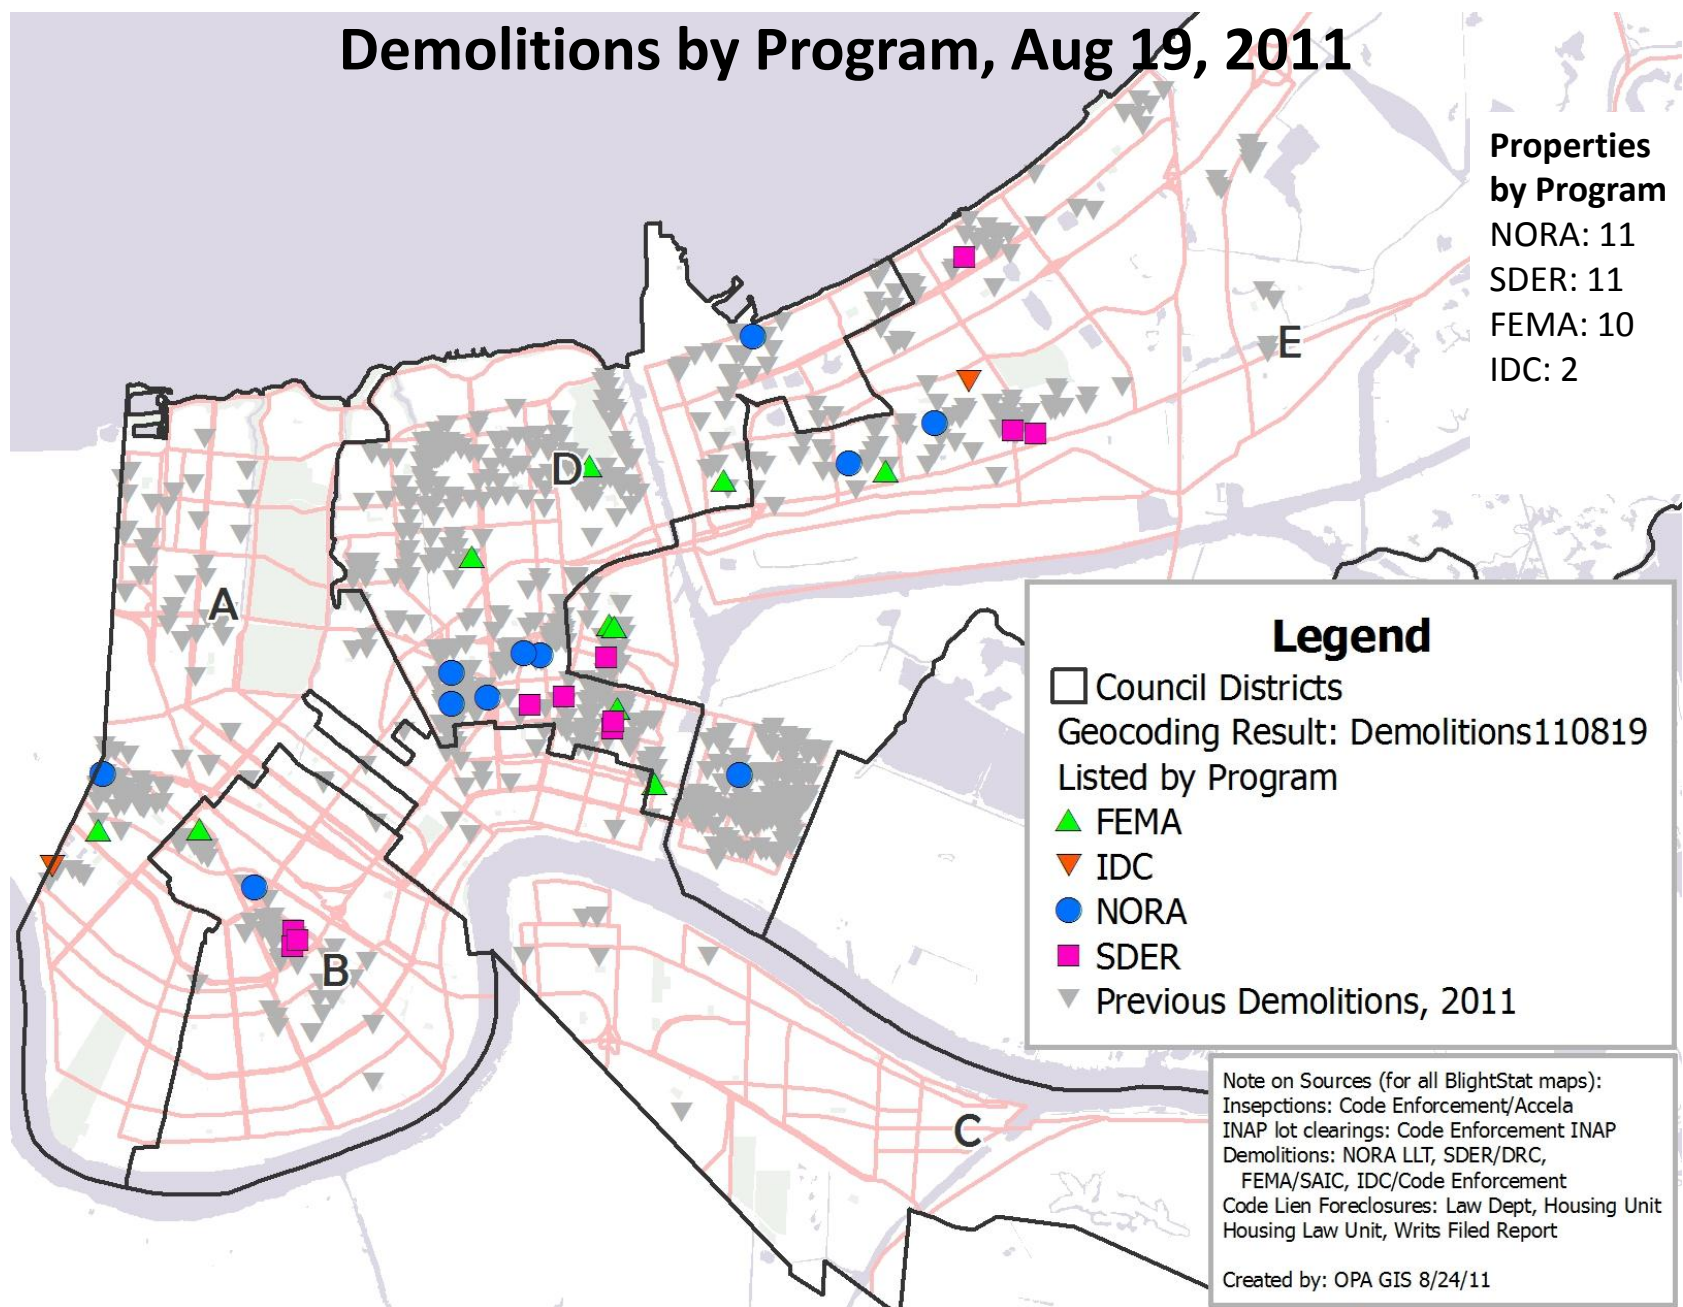 Demolitions by Program, Aug 19, 2011
Properties
by Program
NORA: 11
SDER: 11
FEMA: 10
IDC: 2
E
D
A
B
C
Legend
Council Districts
Geocoding Result: Demolitions110819
Listed by Program
FEMA
IDC
NORA
SDER
Previous Demolitions, 2011
Note on Sources (for all BlightStat maps):
Insepctions: Code Enforcement/Accela
INAP lot clearings: Code Enforcement INAP
Demolitions: NORA LLT, SDER/DRC,
FEMA/SAIC, IDC/Code Enforcement
Code Lien Foreclosures: Law Dept, Housing Unit
Housing Law Unit, Writs Filed Report
Created by: OPA GIS 8/24/11